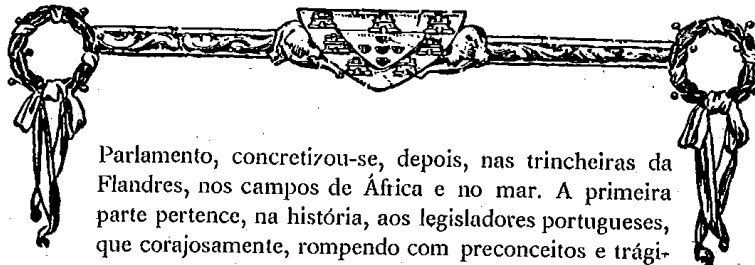 Parlamento, concretizou-se, depois, nas trincheiras da
Flandres, nos campos de África e no mar. A primeira
parte pertence, na história, aos legisladores portugueses,
que corajosamente, rompendo com preconceitos e trági-